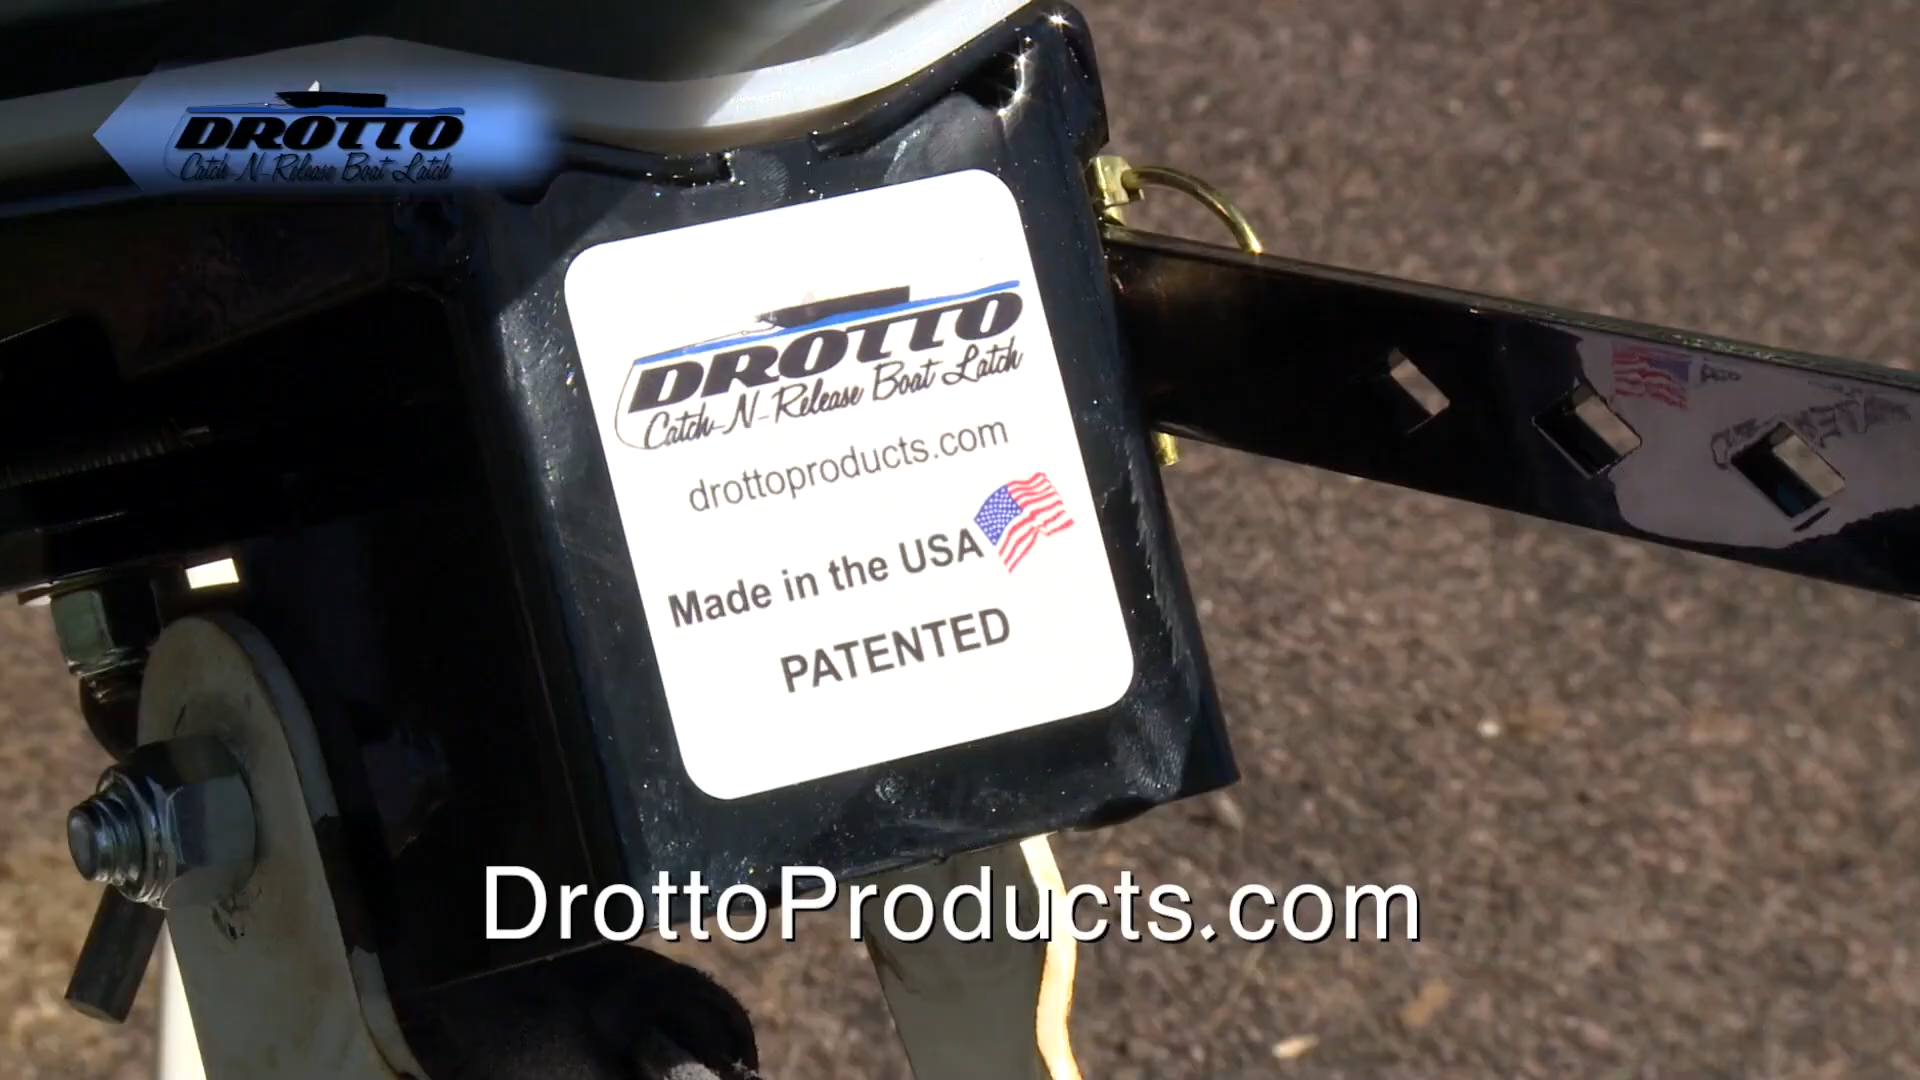 DROTTO
Catch-N-Release Boat Latch
DROTTO
Catch-N-Release Boat Latch
drottoproducts.com
Made in the USA
PATENTED
DrottoProducts.com